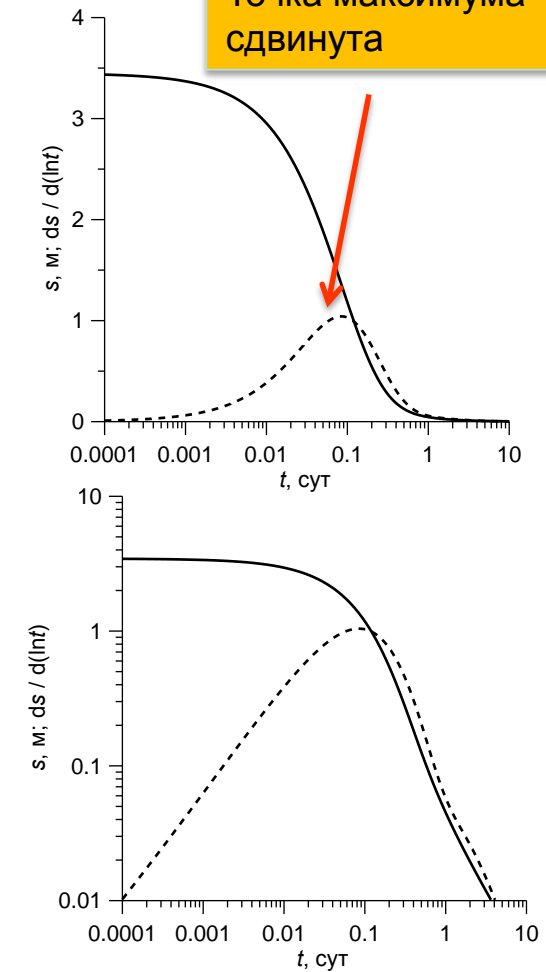 точка максимума
сдвинута
4
3
2
1
0
s, м; ds / d(lnt)
0.0001 0.001 0.01 0.1 1 10
t, сут
10
1
0.1
0.01
s, м; ds / d(lnt)
0.0001 0.001 0.01 0.1 1 10
t, сут